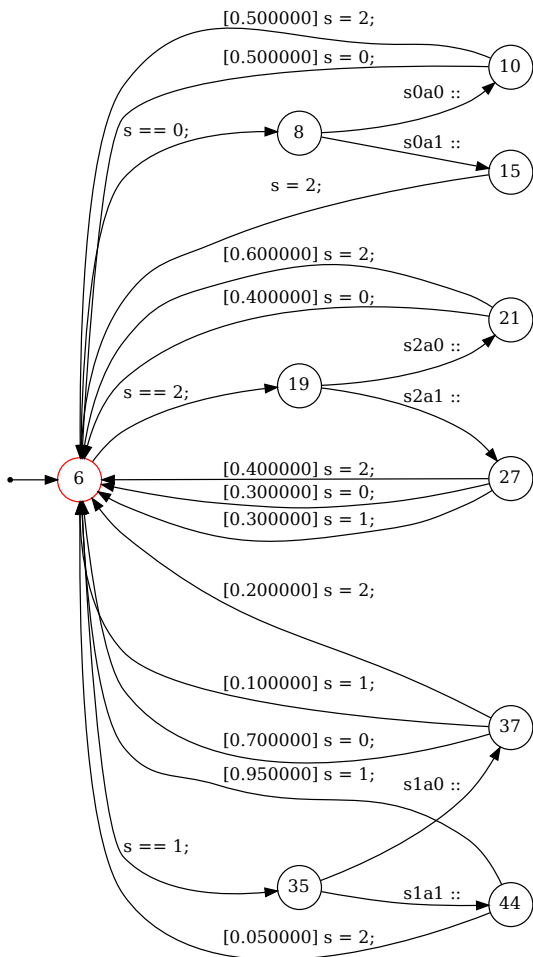 [0.500000] s = 2;
[0.500000] s = 0;
10
s0a0 ::
s == 0;
8
s0a1 ::
15
s = 2;
[0.600000] s = 2;
[0.400000] s = 0;
21
s2a0 ::
s == 2;
19
s2a1 ::
6
[0.400000] s = 2;
27
[0.300000] s = 0;
[0.300000] s = 1;
[0.200000] s = 2;
[0.100000] s = 1;
37
[0.700000] s = 0;
[0.950000] s = 1;
s1a0 ::
s == 1;
35
s1a1 ::
44
[0.050000] s = 2;